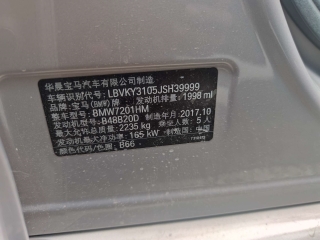 华晨宝马汽车有限公司制造
车辆识别代号：LBVKY3105JSH39999
品牌：宝马(BMW)牌 发动机排量：1998 ml
整车型号：BMW7201HM
发动机型号：B48B20D 制造年月：2017.10
最大允许总质量：2235 kg 乘坐人数：5 人
发动机最大净功率：165 kW 制造国：中国
颜色代码/色圈：B66